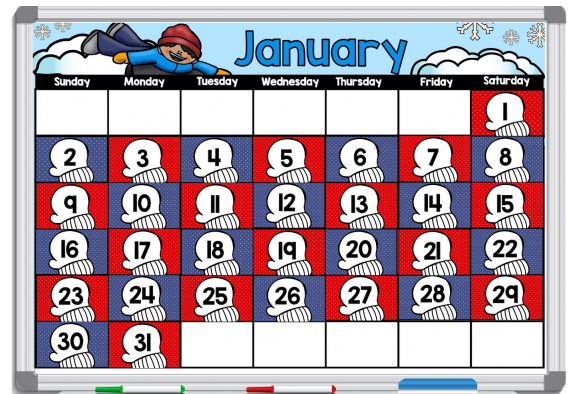 January
Sunday Monday Tuesday Wednesday Thursday Friday Saturday
1
2 3 4 5 6 7 8
9 10 11 12 13 14 15
16 17 18 19 20 21 22
23 24 25 26 27 28 29
30 31